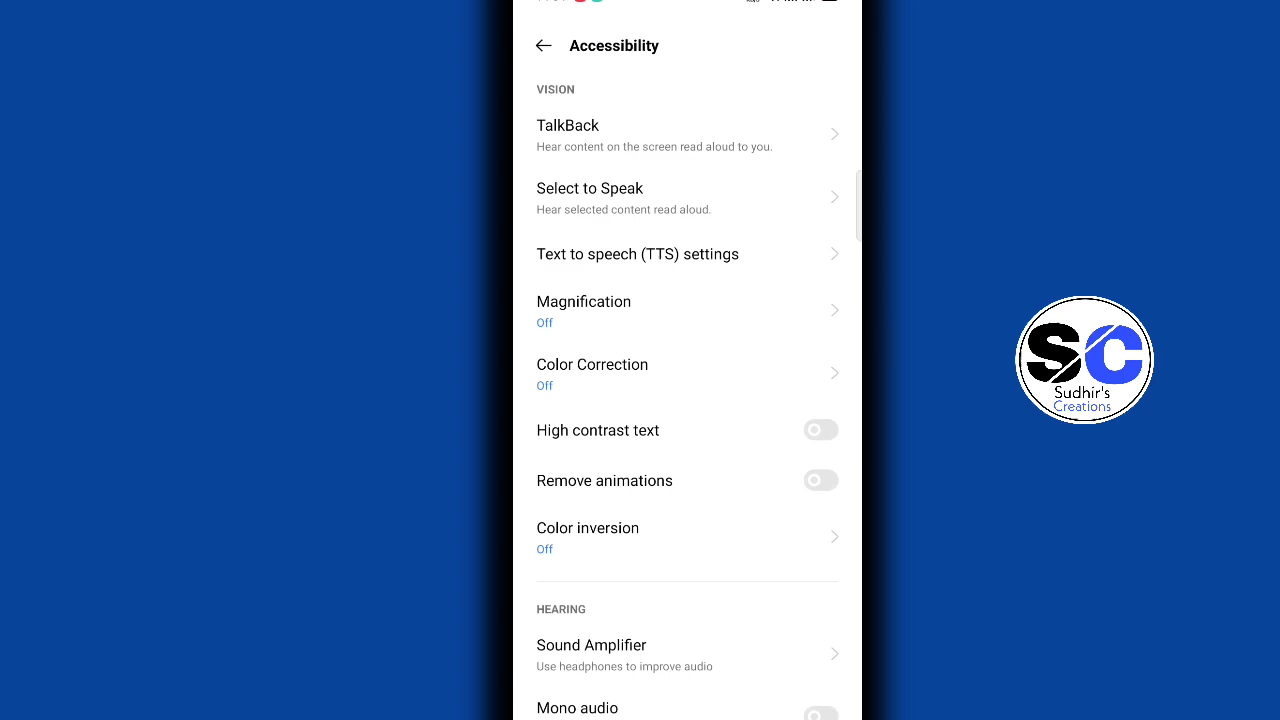 Accessibility
VISION
TalkBack
Hear content on the screen read aloud to you.
Select to Speak
Hear selected content read aloud.
Text to speech (TTS) settings
Magnification
Off
Color Correction
Off
High contrast text
Remove animations
Color inversion
Off
HEARING
Sound Amplifier
Use headphones to improve audio
Mono audio
SC
Sudhir's
Creations